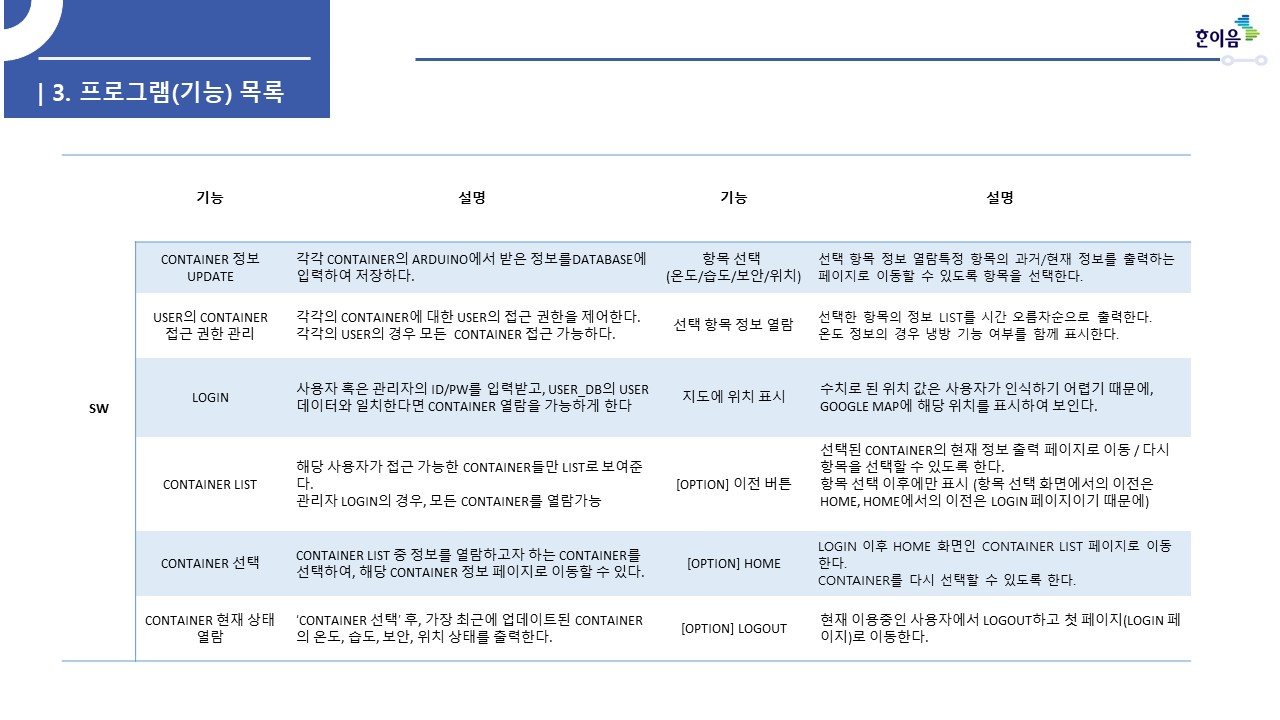 한이음
| 3. 프로그램(기능) 목록
기능 설명 기능 설명
SW
CONTAINER 정보
UPDATE
각각 CONTAINER의 ARDUINO에서 받은 정보를DATABASE에
입력하여 저장하다.
항목 선택
(온도/습도/보안/위치)
선택 항목 정보 열람특정 항목의 과거/현재 정보를 출력하는
페이지로 이동할 수 있도록 항목을 선택한다.
USER의 CONTAINER
접근 권한 관리
각각의 CONTAINER에 대한 USER의 접근 권한을 제어한다.
각각의 USER의 경우 모든 CONTAINER 접근 가능하다.
선택 항목 정보 열람
선택한 항목의 정보 LIST를 시간 오름차순으로 출력한다.
온도 정보의 경우 냉방 기능 여부를 함께 표시한다.
LOGIN
사용자 혹은 관리자의 ID/PW를 입력받고, USER_DB의 USER
데이터와 일치한다면 CONTAINER 열람을 가능하게 한다
지도에 위치 표시
수치로 된 위치 값은 사용자가 인식하기 어렵기 때문에,
GOOGLE MAP에 해당 위치를 표시하여 보인다.
CONTAINER LIST
해당 사용자가 접근 가능한 CONTAINER들만 LIST로 보여준
다.
관리자 LOGIN의 경우, 모든 CONTAINER를 열람가능
[OPTION] 이전 버튼
선택된 CONTAINER의 현재 정보 출력 페이지로 이동 / 다시
항목을 선택할 수 있도록 한다.
항목 선택 이후에만 표시 (항목 선택 화면에서의 이전은
HOME, HOME에서의 이전은 LOGIN 페이지이기 때문에)
CONTAINER 선택
CONTAINER LIST 중 정보를 열람하고자 하는 CONTAINER를
선택하여, 해당 CONTAINER 정보 페이지로 이동할 수 있다.
[OPTION] HOME
LOGIN 이후 HOME 화면인 CONTAINER LIST 페이지로 이동
한다.
CONTAINER를 다시 선택할 수 있도록 한다.
CONTAINER 현재 상태
열람
'CONTAINER 선택' 후, 가장 최근에 업데이트된 CONTAINER
의 온도, 습도, 보안, 위치 상태를 출력한다.
[OPTION] LOGOUT
현재 이용중인 사용자에서 LOGOUT하고 첫 페이지(LOGIN 페
이지)로 이동한다.